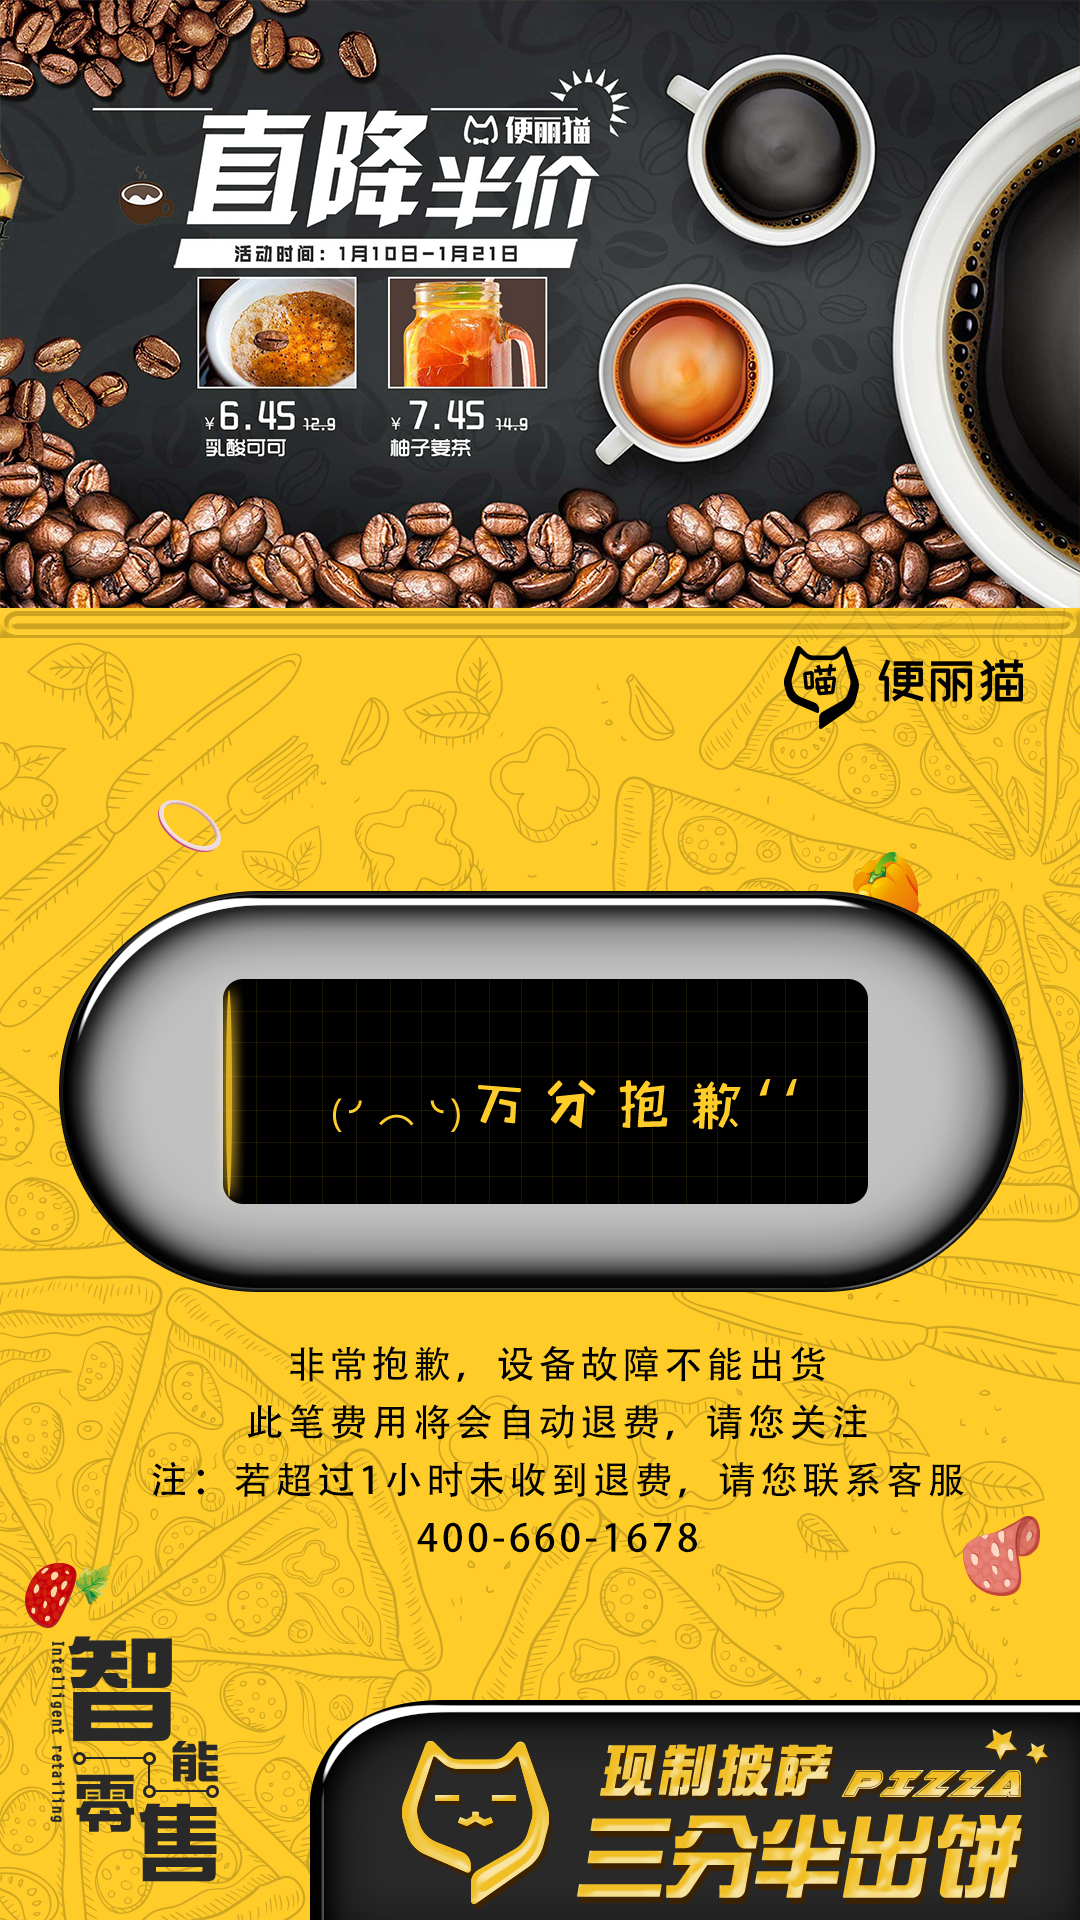 便丽猫
直降半价
活动时间：1月10日-1月21日
¥6.45 12.9
乳酸可可
¥7.45 14.9
柚子姜茶
喵 便丽猫
万分抱歉
非常抱歉，设备故障不能出货
此笔费用将会自动退费，请您关注
注：若超过1小时未收到退费，请您联系客服
400-660-1678
智能零售
Intelligent retailing
现制披萨 PIZZA
三分半出饼